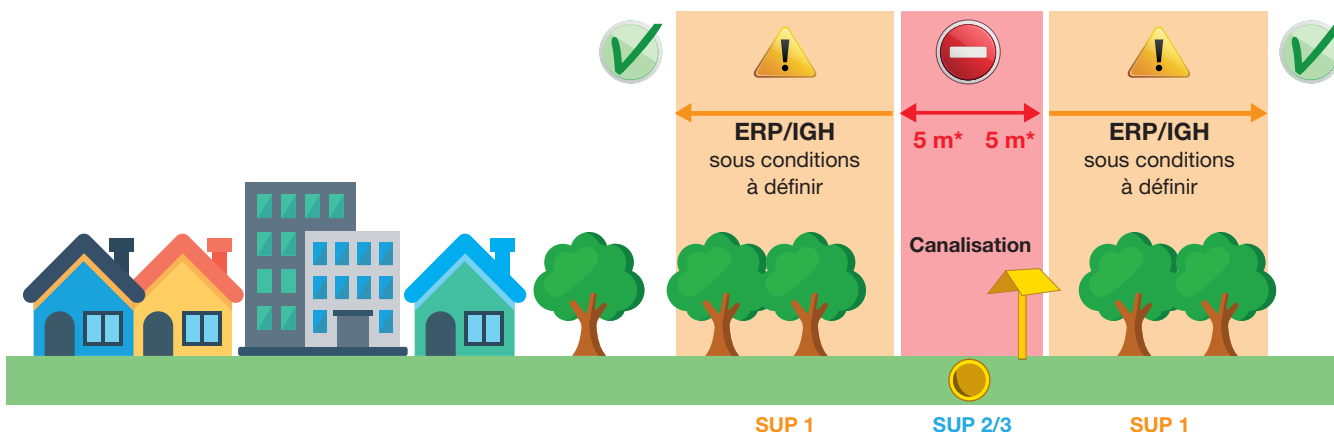 ERP/IGH
sous conditions
à définir
5 m* 5 m*
Canalisation
ERP/IGH
sous conditions
à définir
SUP 1
SUP 2/3
SUP 1